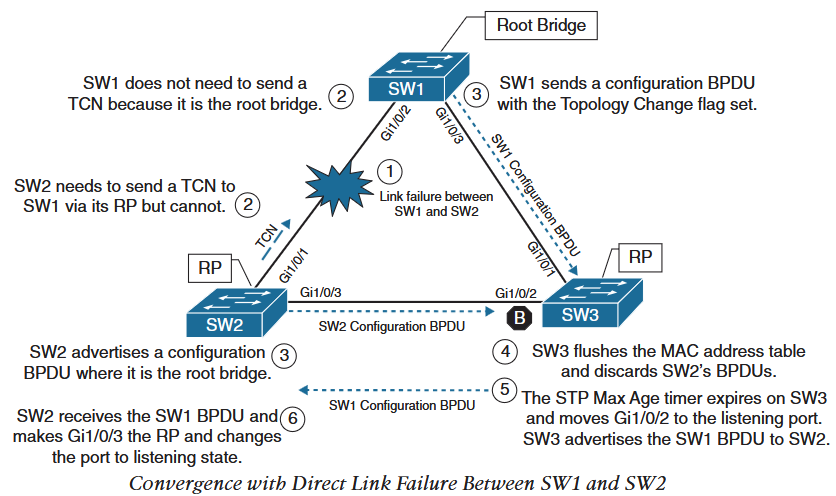 Root Bridge
SW1 does not need to send a
TCN because it is the root bridge.
2
SW1
3
SW1 sends a configuration BPDU
with the Topology Change flag set.
Gi1/0/2
Gi1/0/3
SW1 Configuration BPDU
1
Link failure between
SW1 and SW2
SW2 needs to send a TCN to
SW1 via its RP but cannot.
2
TCN
Gi1/0/1
Gi1/0/1
RP
RP
Gi1/0/3
Gi1/0/2
SW2
B
SW3
SW2 Configuration BPDU
SW2 advertises a configuration
BPDU where it is the root bridge.
3
4
SW3 flushes the MAC address table
and discards SW2's BPDUs.
SW1 Configuration BPDU
5
The STP Max Age timer expires on SW3
and moves Gi1/0/2 to the listening port.
SW3 advertises the SW1 BPDU to SW2.
SW2 receives the SW1 BPDU and
makes Gi1/0/3 the RP and changes
the port to listening state.
6
Convergence with Direct Link Failure Between SW1 and SW2